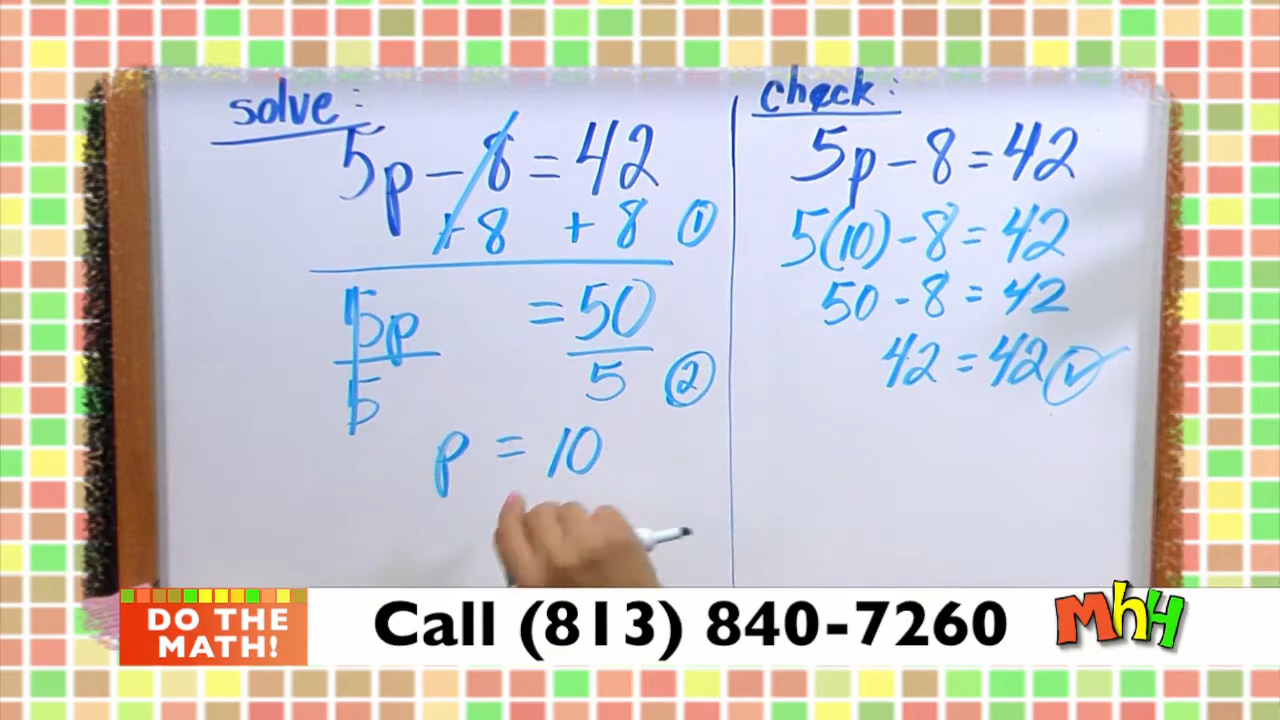 solve:
5p - 8 = 42
+ 8 + 8 ①
5p = 50
5 5 ②
p = 10
check:
5p - 8 = 42
5(10) - 8 = 42
50 - 8 = 42
42 = 42 ✓
DO THE
MATH!
Call (813) 840-7260
Mh4